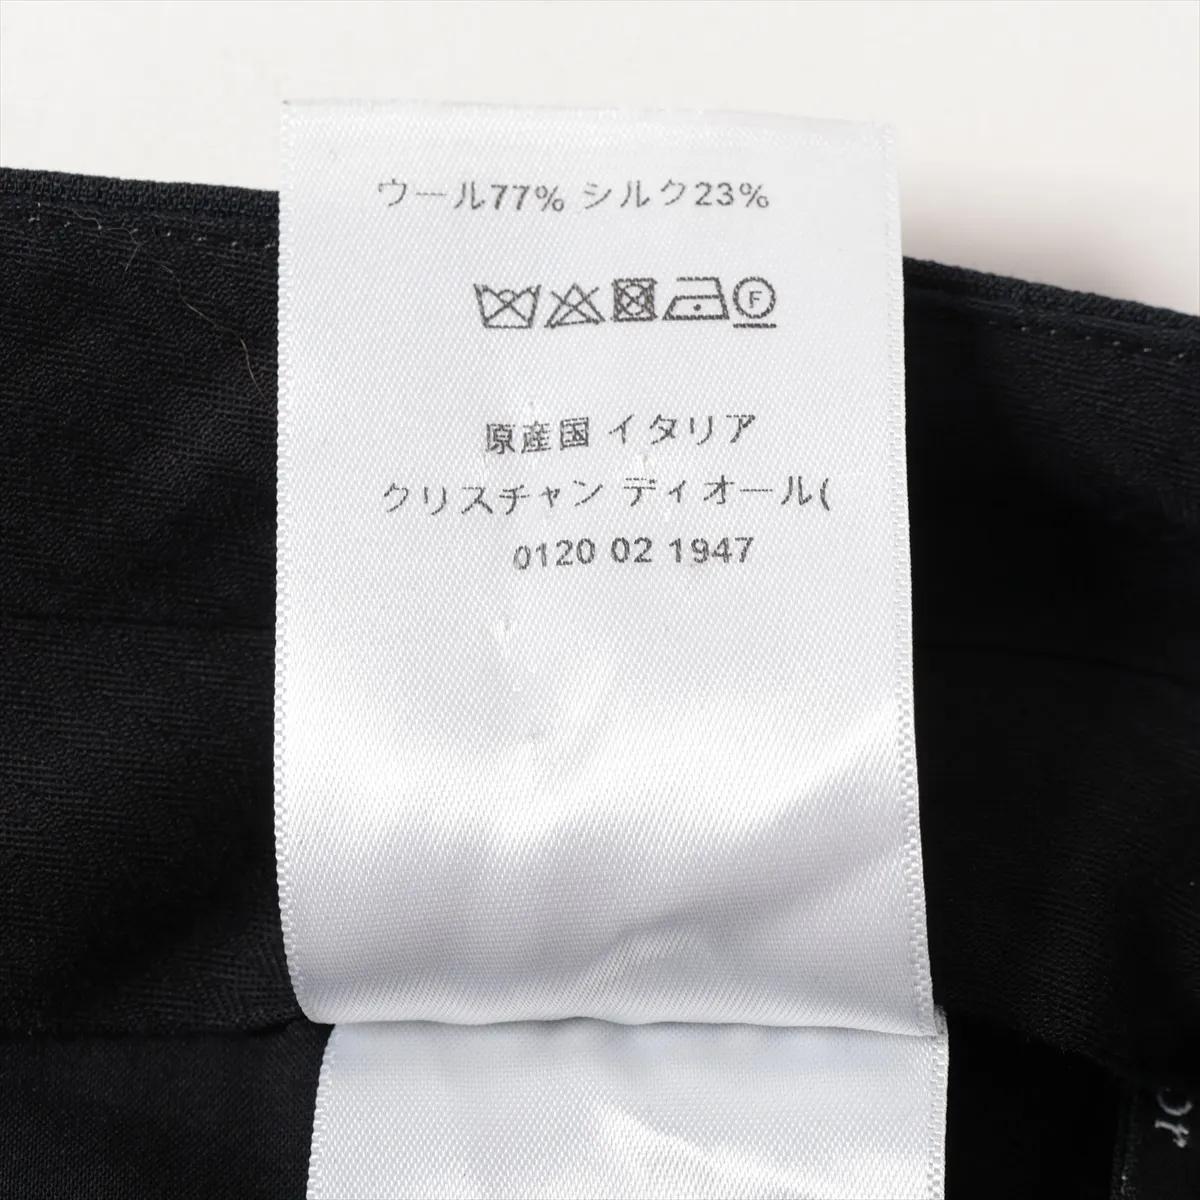 ウール77% シルク23%
F
原産国 イタリア
クリスチャン ディオール(
0120 02 1947
or